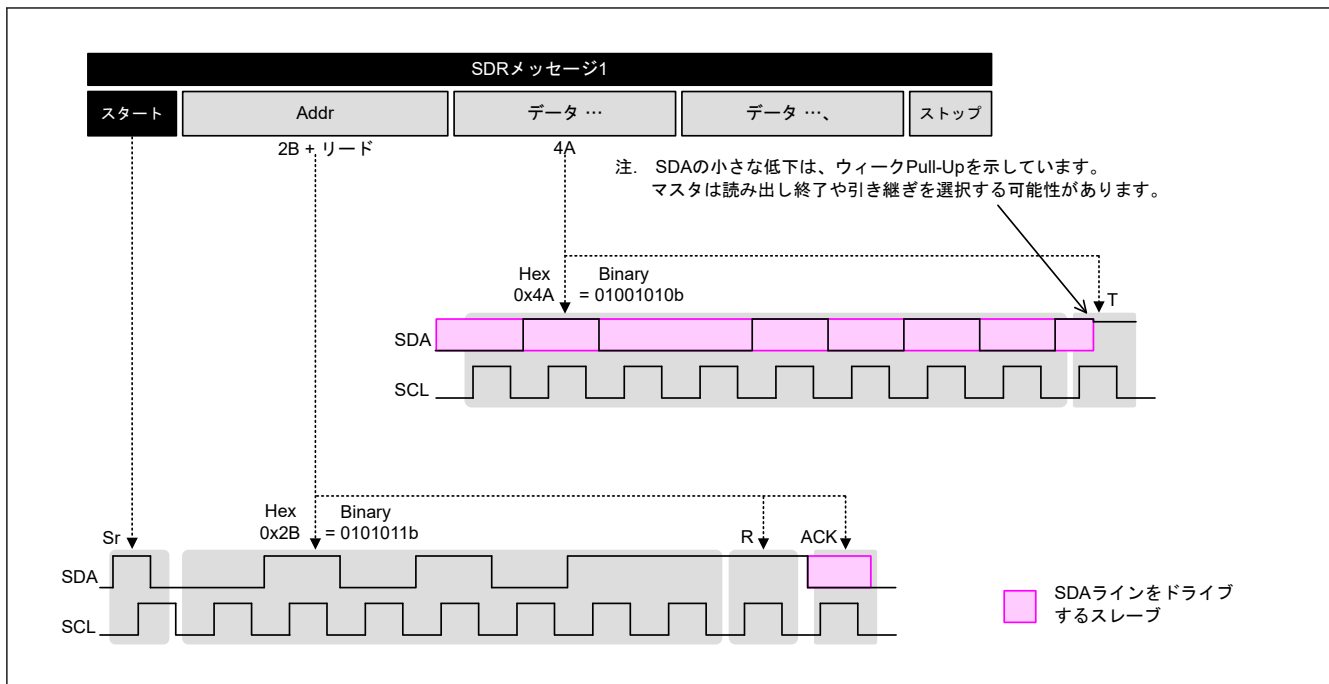 SDRメッセージ1
スタート
Addr
データ …
データ …、
ストップ
2B + リード
4A
注. SDAの小さな低下は、ウィークPull-Upを示しています。
マスタは読み出し終了や引き継ぎを選択する可能性があります。
Hex
0x4A
Binary
= 01001010b
T
SDA
SCL
Hex
0x2B
Binary
= 0101011b
Sr
R
ACK
SDA
SCL
SDAラインをドライブ
するスレーブ